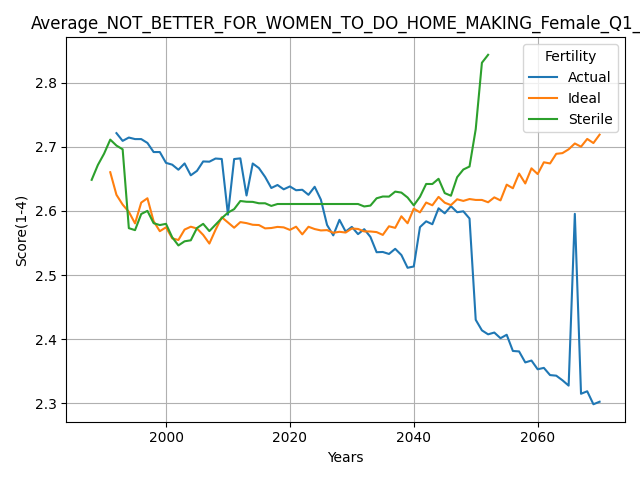 Average_NOT_BETTER_FOR_WOMEN_TO_DO_HOME_MAKING_Female_Q1_
Fertility
Actual
Ideal
Sterile
Score(1-4)
2.8
2.7
2.6
2.5
2.4
2.3
2000
2020
2040
2060
Years